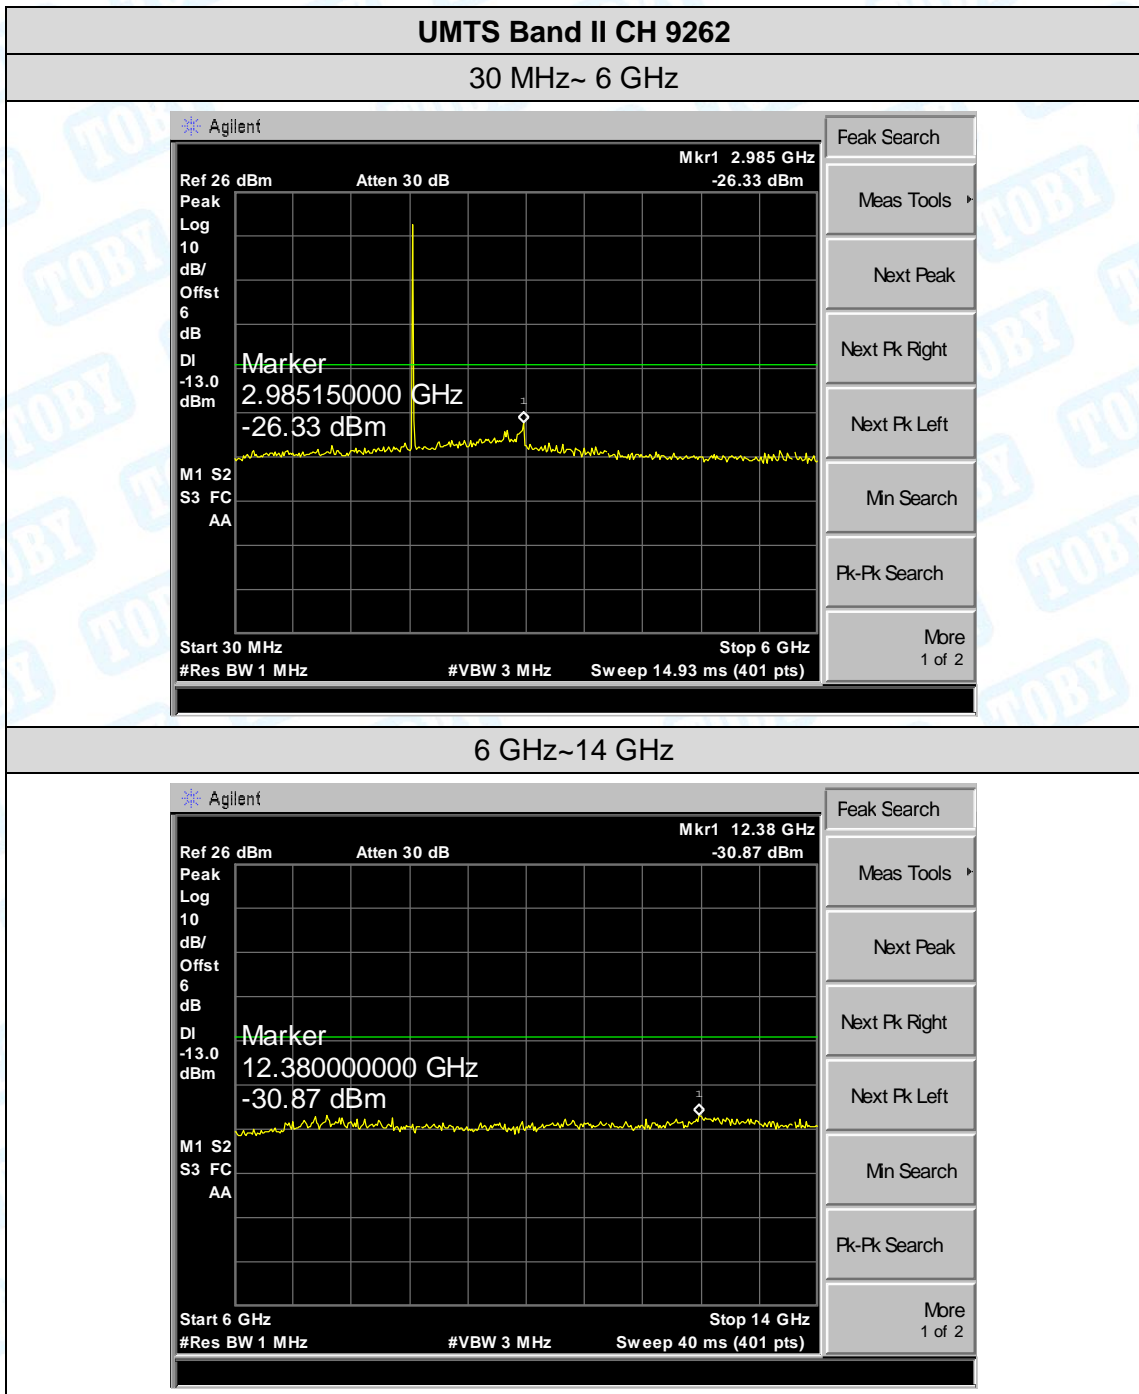 UMTS Band II CH 9262
30 MHz~ 6 GHz
Agilent
Feak Search
Mkr1 2.985 GHz
Ref 26 dBm Atten 30 dB -26.33 dBm
Peak
Log
10
dB/
Offst
6
dB
DI
-13.0
dBm
Marker
2.985150000 GHz
-26.33 dBm
1
M1 S2
S3 FC
AA
Start 30 MHz Stop 6 GHz
#Res BW 1 MHz #VBW 3 MHz Sweep 14.93 ms (401 pts)
Meas Tools
Next Peak
Next Pk Right
Next Pk Left
Min Search
Pk-Pk Search
More
1 of 2
6 GHz~14 GHz
Agilent
Feak Search
Mkr1 12.38 GHz
Ref 26 dBm Atten 30 dB -30.87 dBm
Peak
Log
10
dB/
Offst
6
dB
DI
-13.0
dBm
Marker
12.380000000 GHz
-30.87 dBm
1
M1 S2
S3 FC
AA
Start 6 GHz Stop 14 GHz
#Res BW 1 MHz #VBW 3 MHz Sweep 40 ms (401 pts)
Meas Tools
Next Peak
Next Pk Right
Next Pk Left
Min Search
Pk-Pk Search
More
1 of 2
TOBY